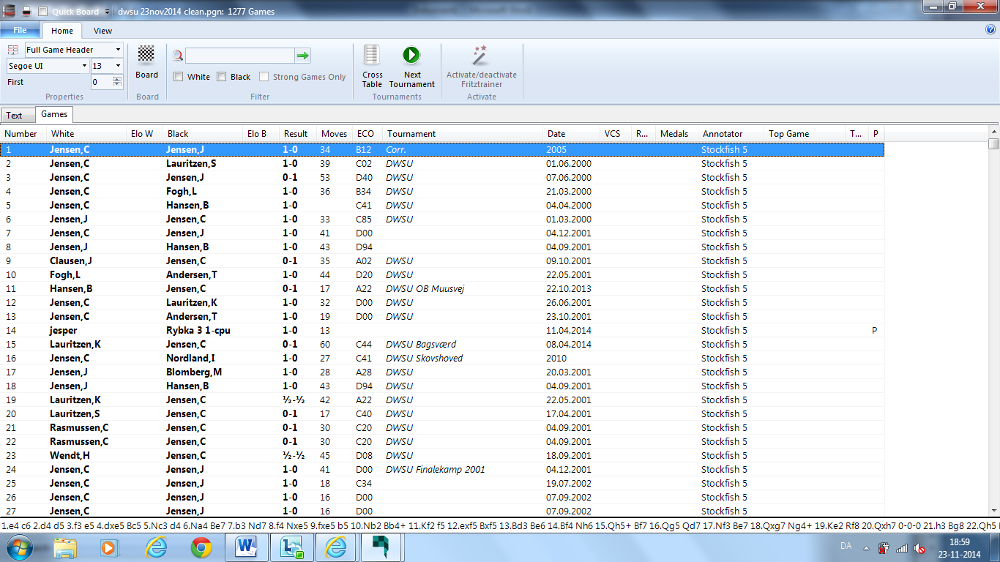 Quick Board dwsu 23nov2014 clean.pgn: 1277 Games
File Home View
Full Game Header
Segoe UI 13
First 0
Properties
Board
Board
White Black Strong Games Only
Filter
Cross Table
Next Tournament
Tournaments
Activate/deactivate Fritztrainer
Activate
Text Games
Number White Elo W Black Elo B Result Moves ECO Tournament Date VCS R... Medals Annotator Top Game T... P
1 Jensen,C Jensen,J 1-0 34 B12 Corr. 2005 Stockfish 5
2 Jensen,C Lauritzen,S 1-0 39 C02 DWSU 01.06.2000 Stockfish 5
3 Jensen,C Jensen,J 0-1 53 D40 DWSU 07.06.2000 Stockfish 5
4 Jensen,C Fogh,L 1-0 36 B34 DWSU 21.03.2000 Stockfish 5
5 Jensen,C Hansen,B 1-0 C41 DWSU 04.04.2000 Stockfish 5
6 Jensen,J Jensen,C 1-0 33 C85 DWSU 01.03.2000 Stockfish 5
7 Jensen,C Jensen,J 1-0 41 D00 04.12.2001 Stockfish 5
8 Jensen,J Hansen,B 1-0 43 D94 04.09.2001 Stockfish 5
9 Clausen,J Jensen,C 0-1 35 A02 DWSU 09.10.2001 Stockfish 5
10 Fogh,L Andersen,T 1-0 44 D20 DWSU 22.05.2001 Stockfish 5
11 Hansen,B Jensen,C 0-1 17 A22 DWSU OB Muusvej 22.10.2013 Stockfish 5
12 Jensen,C Lauritzen,K 1-0 32 D00 DWSU 26.06.2001 Stockfish 5
13 Jensen,C Andersen,T 1-0 19 D00 DWSU 23.10.2001 Stockfish 5
14 jesper Rybka 3 1-cpu 1-0 13 11.04.2014 Stockfish 5 P
15 Lauritzen,K Jensen,C 0-1 60 C44 DWSU Bagsværd 08.04.2014 Stockfish 5
16 Jensen,C Nordland,I 1-0 27 C41 DWSU Skovshoved 2010 Stockfish 5
17 Jensen,J Blomberg,M 1-0 28 A28 DWSU 20.03.2001 Stockfish 5
18 Jensen,J Hansen,B 1-0 43 D94 DWSU 04.09.2001 Stockfish 5
19 Lauritzen,K Jensen,C ½-½ 42 A22 DWSU 22.05.2001 Stockfish 5
20 Lauritzen,S Jensen,C 0-1 17 C40 DWSU 17.04.2001 Stockfish 5
21 Rasmussen,C Jensen,C 0-1 30 C20 DWSU 04.09.2001 Stockfish 5
22 Rasmussen,C Jensen,C 0-1 30 C20 DWSU 04.09.2001 Stockfish 5
23 Wendt,H Jensen,C ½-½ 45 D08 DWSU 18.09.2001 Stockfish 5
24 Jensen,C Jensen,J 1-0 41 D00 DWSU Finalekamp 2001 04.12.2001 Stockfish 5
25 Jensen,C Jensen,J 1-0 18 C34 19.07.2002 Stockfish 5
26 Jensen,C Jensen,J 1-0 16 D00 07.09.2002 Stockfish 5
27 Jensen,C Jensen,J 1-0 16 D00 07.09.2002 Stockfish 5
1.e4 c6 2.d4 d5 3.f3 e5 4.dxe5 Bc5 5.Nc3 d4 6.Na4 Be7 7.b3 Nd7 8.f4 Nxe5 9.fxe5 b5 10.Nb2 Bb4+ 11.Kf2 f5 12.exf5 Bxf5 13.Bd3 Be6 14.Bf4 Nh6 15.Qh5+ Bf7 16.Qg5 Qd7 17.Nf3 Be7 18.Qxg7 Ng4+ 19.Ke2 Rf8 20.Qxh7 0-0-0 21.h3 Bg8 22.Qh5
DA 18:59
23-11-2014